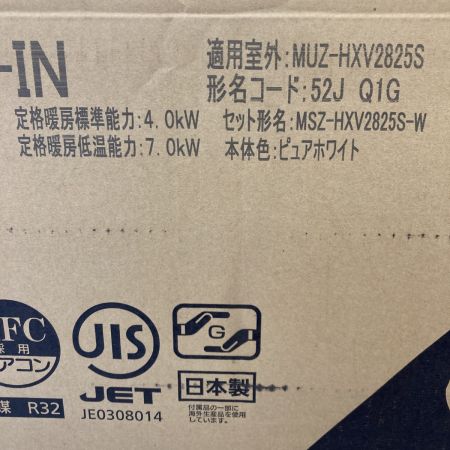 -IN
適用室外:MUZ-HXV2825S
形名コード:52J Q1G
定格暖房標準能力:4.0kW
セット形名:MSZ-HXV2825S-W
定格暖房低温能力:7.0kW
本体色:ピュアホワイト
FC
採用
アコン
媒 R32
JIS
JET
JE0308014
G
日本製
付属品の一部に
海外生産品を使用
しています。